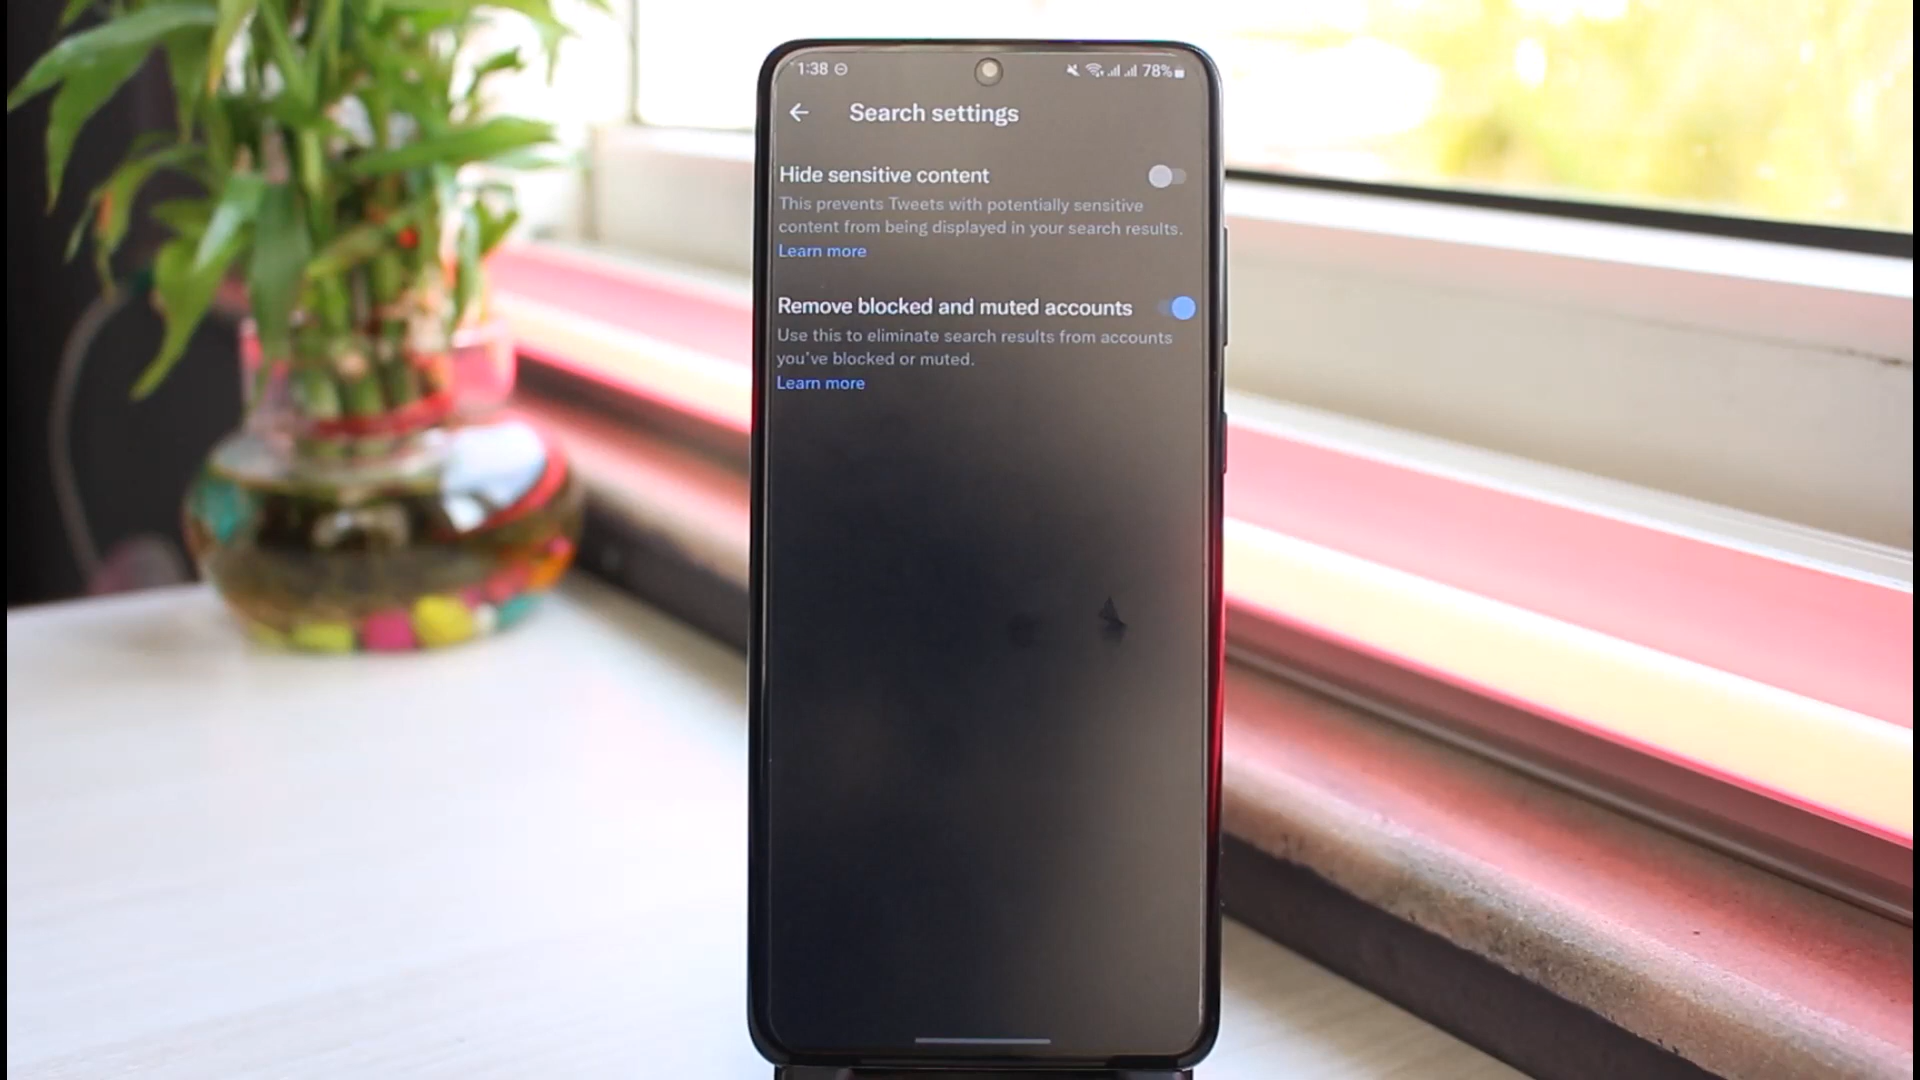 1:38
78%
Search settings
Hide sensitive content
This prevents Tweets with potentially sensitive
content from being displayed in your search results.
Learn more
Remove blocked and muted accounts
Use this to eliminate search results from accounts
you've blocked or muted.
Learn more